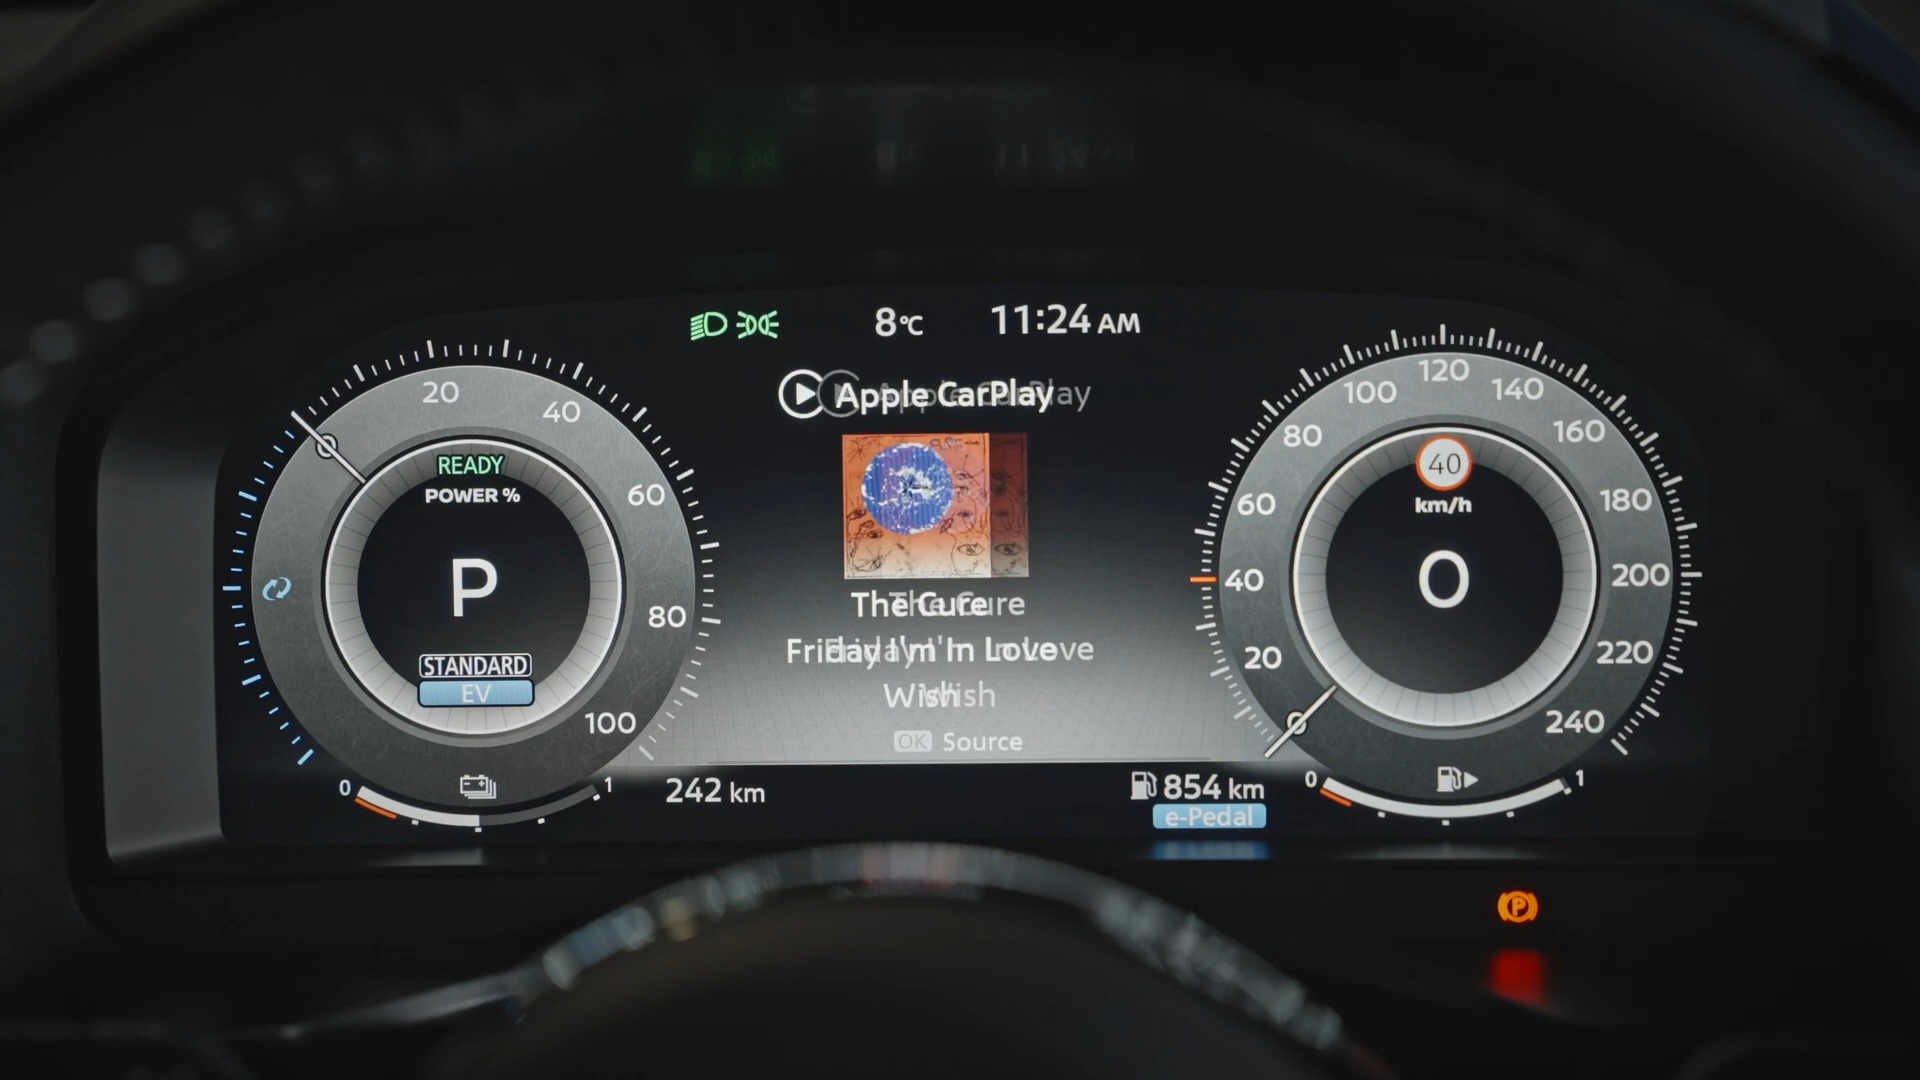 8°C 11:24 AM
Apple CarPlay
The Cure
Friday I'm In Love
Wish
OK Source
0
20
40
60
80
100
READY
POWER %
P
STANDARD
EV
0 1
242 km
854 km
e-Pedal
0
20
40
60
80
100
120
140
160
180
200
220
240
40
km/h
0
0 1
P